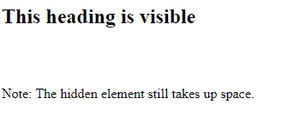 This heading is visible
Note: The hidden element still takes up space.